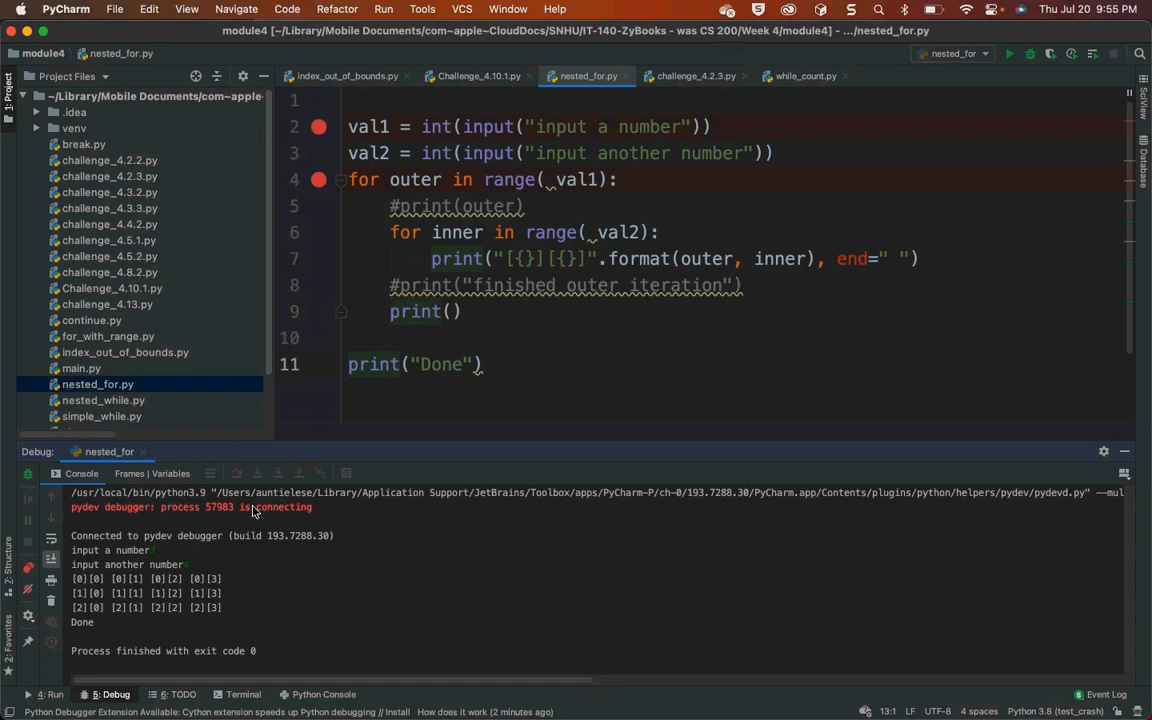 PyCharm File Edit View Navigate Code Refactor Run Tools VCS Window Help Thu Jul 20 9:55 PM
module4 [~/Library/Mobile Documents/com~apple~CloudDocs/SNHU/IT-140-ZyBooks - was CS 200/Week 4/module4] - .../nested_for.py
module4 nested_for.py nested_for
Project Files index_out_of_bounds.py Challenge_4.10.1.py nested_for.py challenge_4.2.3.py while_count.py
1: Project
SciView
Database
~/Library/Mobile Documents/com~apple-
.idea
venv
break.py
challenge_4.2.2.py
challenge_4.2.3.py
challenge_4.3.2.py
challenge_4.3.3.py
challenge_4.4.2.py
challenge_4.5.1.py
challenge_4.5.2.py
challenge_4.8.2.py
Challenge_4.10.1.py
challenge_4.13.py
continue.py
for_with_range.py
index_out_of_bounds.py
main.py
nested_for.py
nested_while.py
simple_while.py
1
2 val1 = int(input("input a number"))
3 val2 = int(input("input another number"))
4 for outer in range( val1):
5 #print(outer)
6 for inner in range( val2):
7 print("[{}][{}]".format(outer, inner), end=" ")
8 #print("finished outer iteration")
9 print()
10
11 print("Done")
Debug: nested_for
Console Frames | Variables
/usr/local/bin/python3.9 "/Users/auntielese/Library/Application Support/JetBrains/Toolbox/apps/PyCharm-P/ch-0/193.7288.30/PyCharm.app/Contents/plugins/python/helpers/pydev/pydevd.py" --mul
pydev debugger: process 57983 is connecting
Connected to pydev debugger (build 193.7288.30)
input a number3
input another number4
[0][0] [0][1] [0][2] [0][3]
[1][0] [1][1] [1][2] [1][3]
[2][0] [2][1] [2][2] [2][3]
Done
Process finished with exit code 0
7: Structure
2: Favorites
4: Run 5: Debug 6: TODO Terminal Python Console Event Log
Python Debugger Extension Available: Cython extension speeds up Python debugging // Install How does it work (2 minutes ago) 13:1 LF UTF-8 4 spaces Python 3.8 (test_crash)